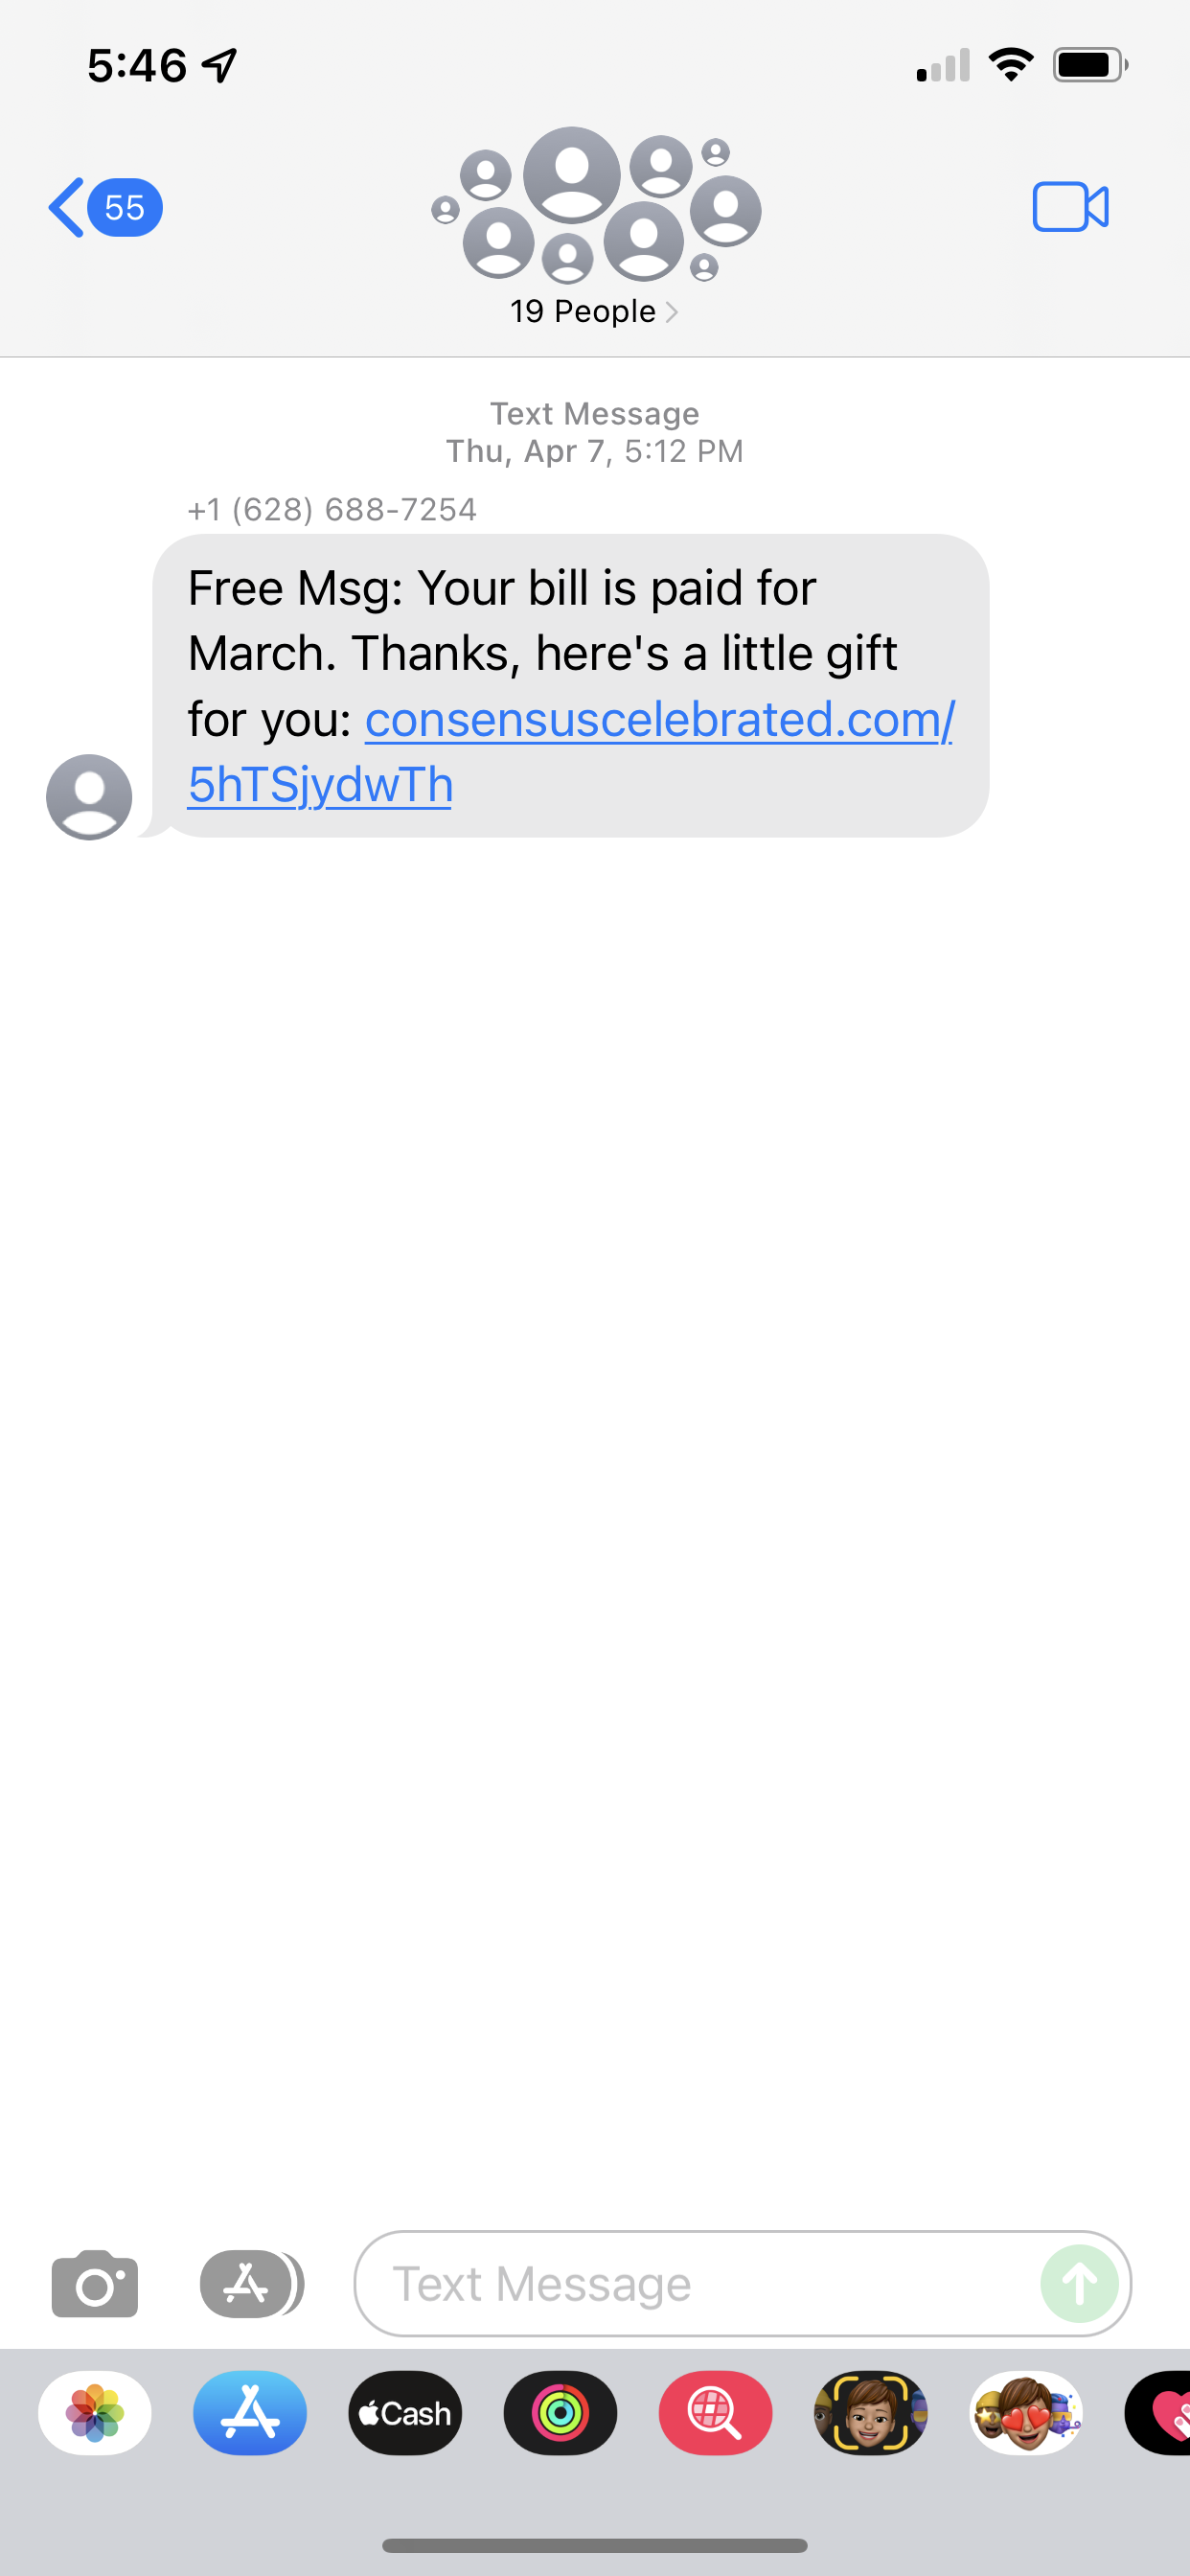 5:46
55
19 People
Text Message
Thu, Apr 7, 5:12 PM
+1 (628) 688-7254
Free Msg: Your bill is paid for
March. Thanks, here's a little gift
for you: consensuscelebrated.com/
5hTSjydwTh
Text Message
Cash